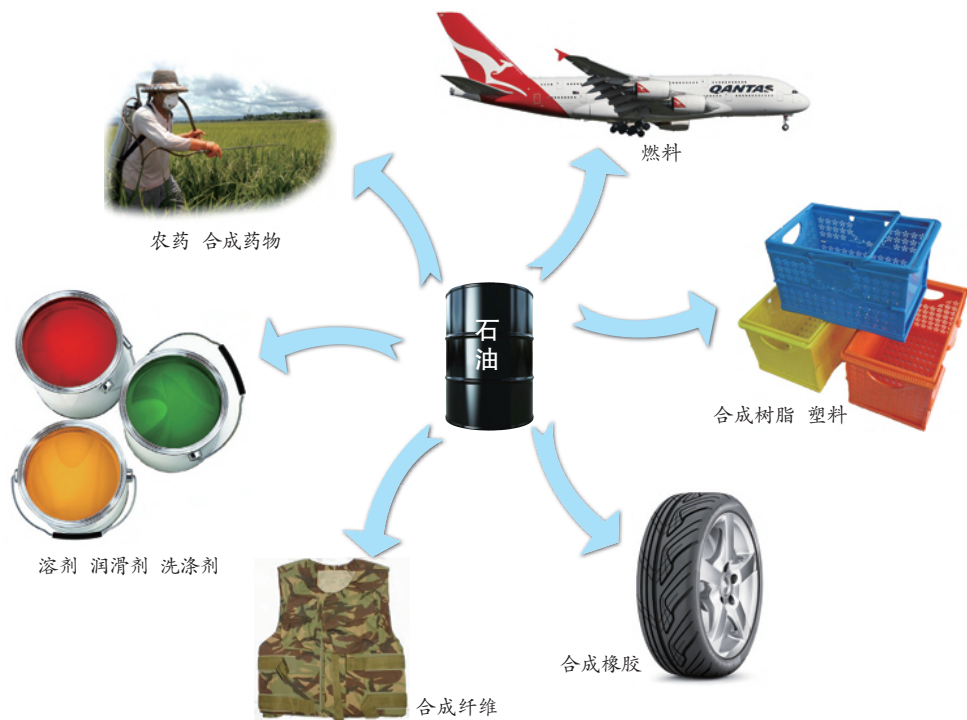 QANTAS
燃料
农药 合成药物
石
油
合成树脂 塑料
溶剂 润滑剂 洗涤剂
合成橡胶
合成纤维